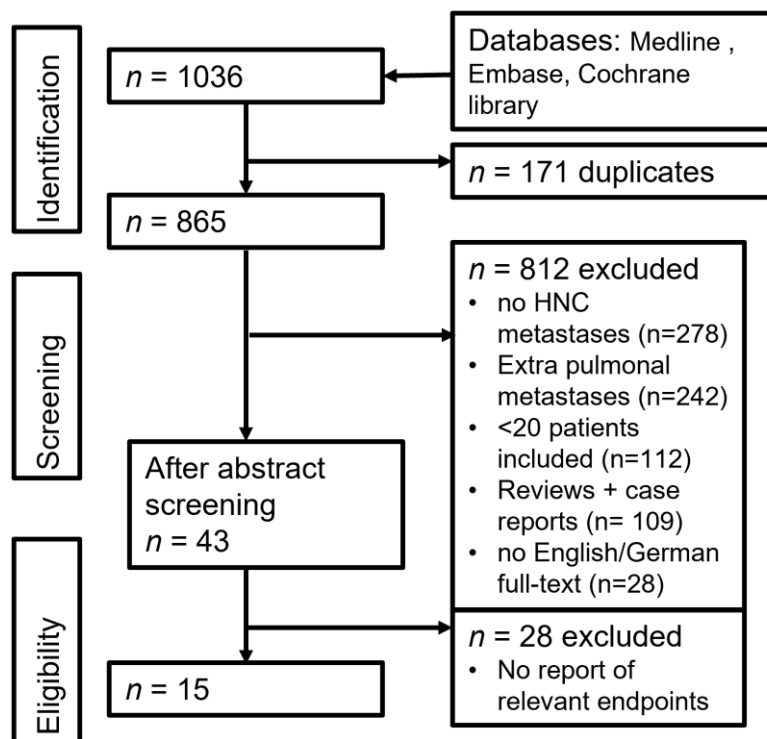 Identification
n = 1036
Databases: Medline ,
Embase, Cochrane
library
n = 171 duplicates
n = 865
Screening
n = 812 excluded
• no HNC
metastases (n=278)
• Extra pulmonal
metastases (n=242)
• <20 patients
included (n=112)
• Reviews + case
reports (n= 109)
• no English/German
full-text (n=28)
After abstract
screening
n = 43
Eligibility
n = 28 excluded
• No report of
relevant endpoints
n = 15